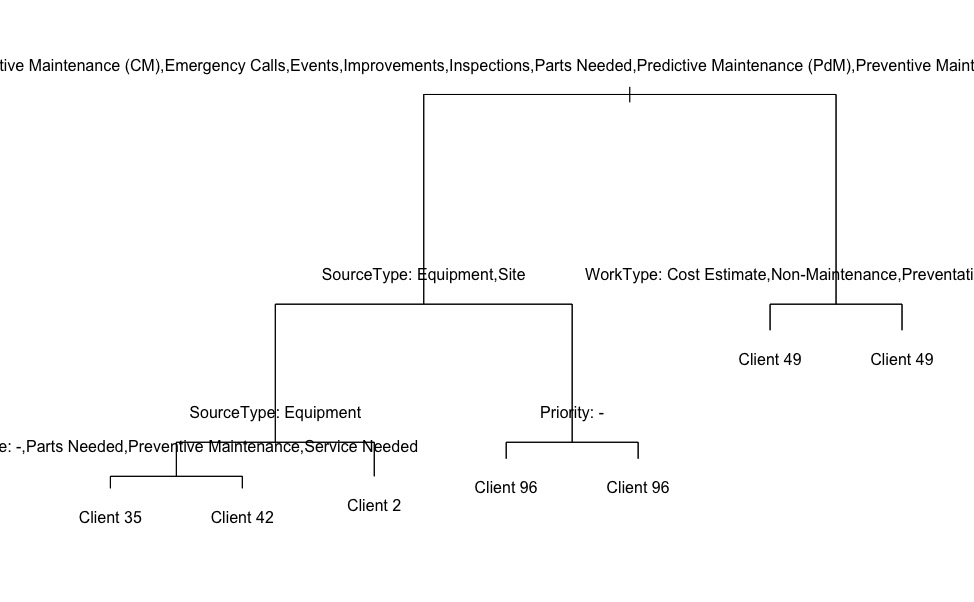 tive Maintenance (CM),Emergency Calls,Events,Improvements,Inspections,Parts Needed,Predictive Maintenance (PdM),Preventive Maint
SourceType: Equipment,Site
WorkType: Cost Estimate,Non-Maintenance,Preventati
Client 49
Client 49
SourceType: Equipment
Priority: -
e: -,Parts Needed,Preventive Maintenance,Service Needed
Client 96
Client 96
Client 2
Client 35
Client 42